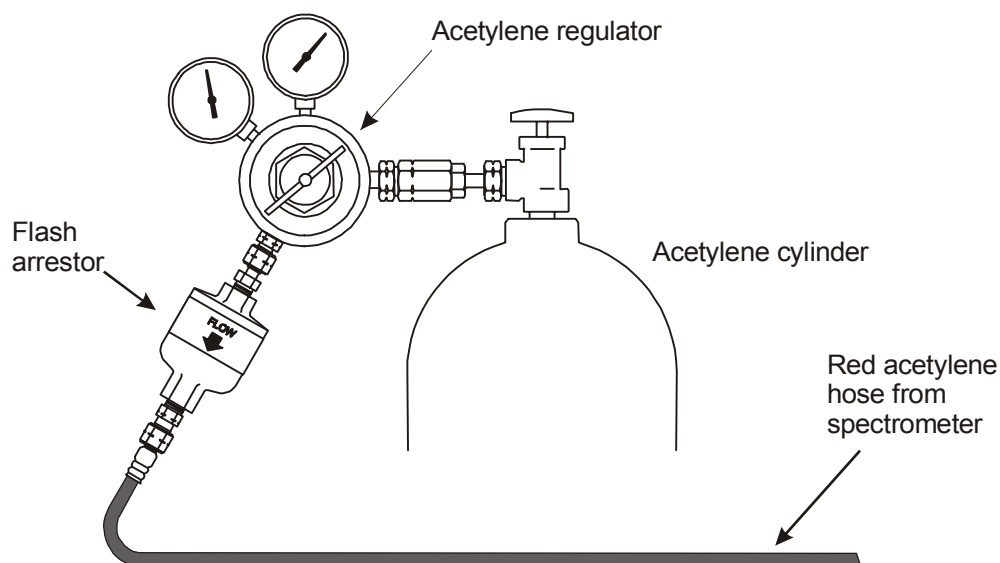 Acetylene regulator
Flash
arrestor
FLOW
Acetylene cylinder
Red acetylene
hose from
spectrometer